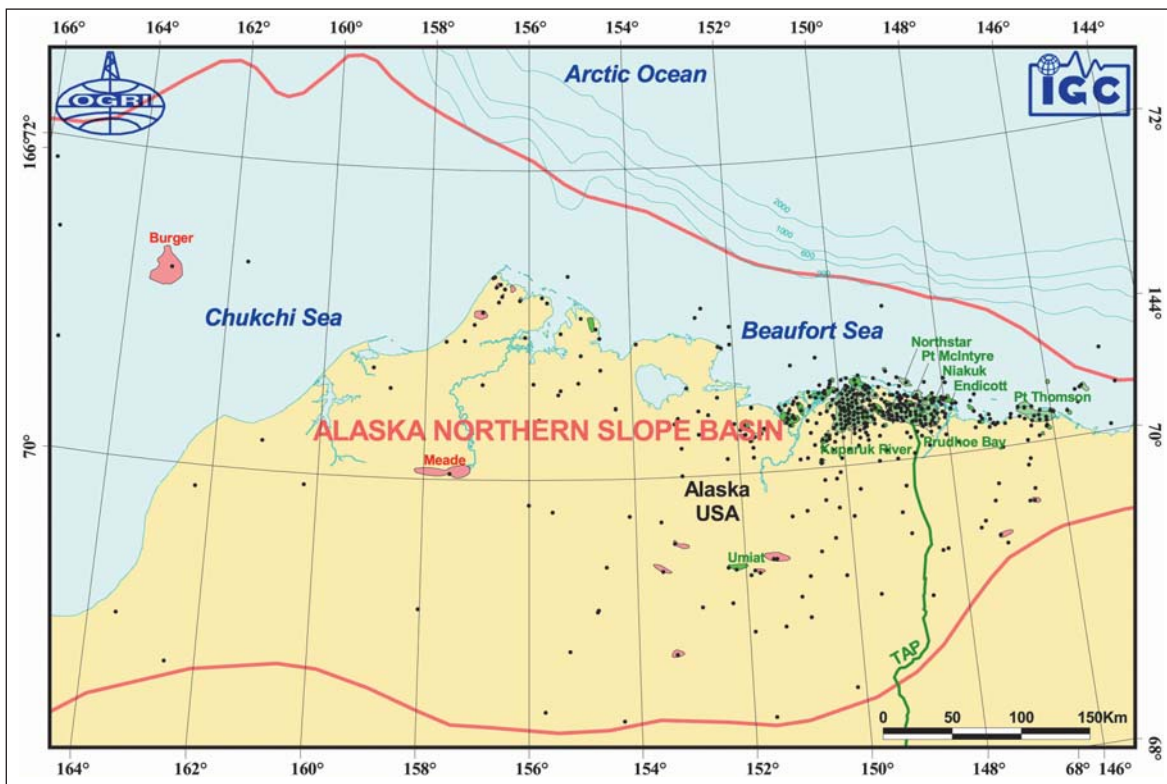 166 164° 162° 160° 158° 156° 154° 152° 150° 148° 146° 144°
OGRI
Arctic Ocean
IGC
72°
166°72°
2000
1000
Burger
144°
Chukchi Sea
Beaufort Sea
Northstar
Pt McIntyre
Niakuk
Endicott
Pt Thomson
70°
ALASKA NORTHERN SLOPE BASIN
70°
Kuparuk River
Prudhoe Bay
Meade
Alaska
USA
Umiat
TAP
0 50 100 150Km
68°
164° 162° 160° 158° 156° 154° 152° 150° 148° 146°